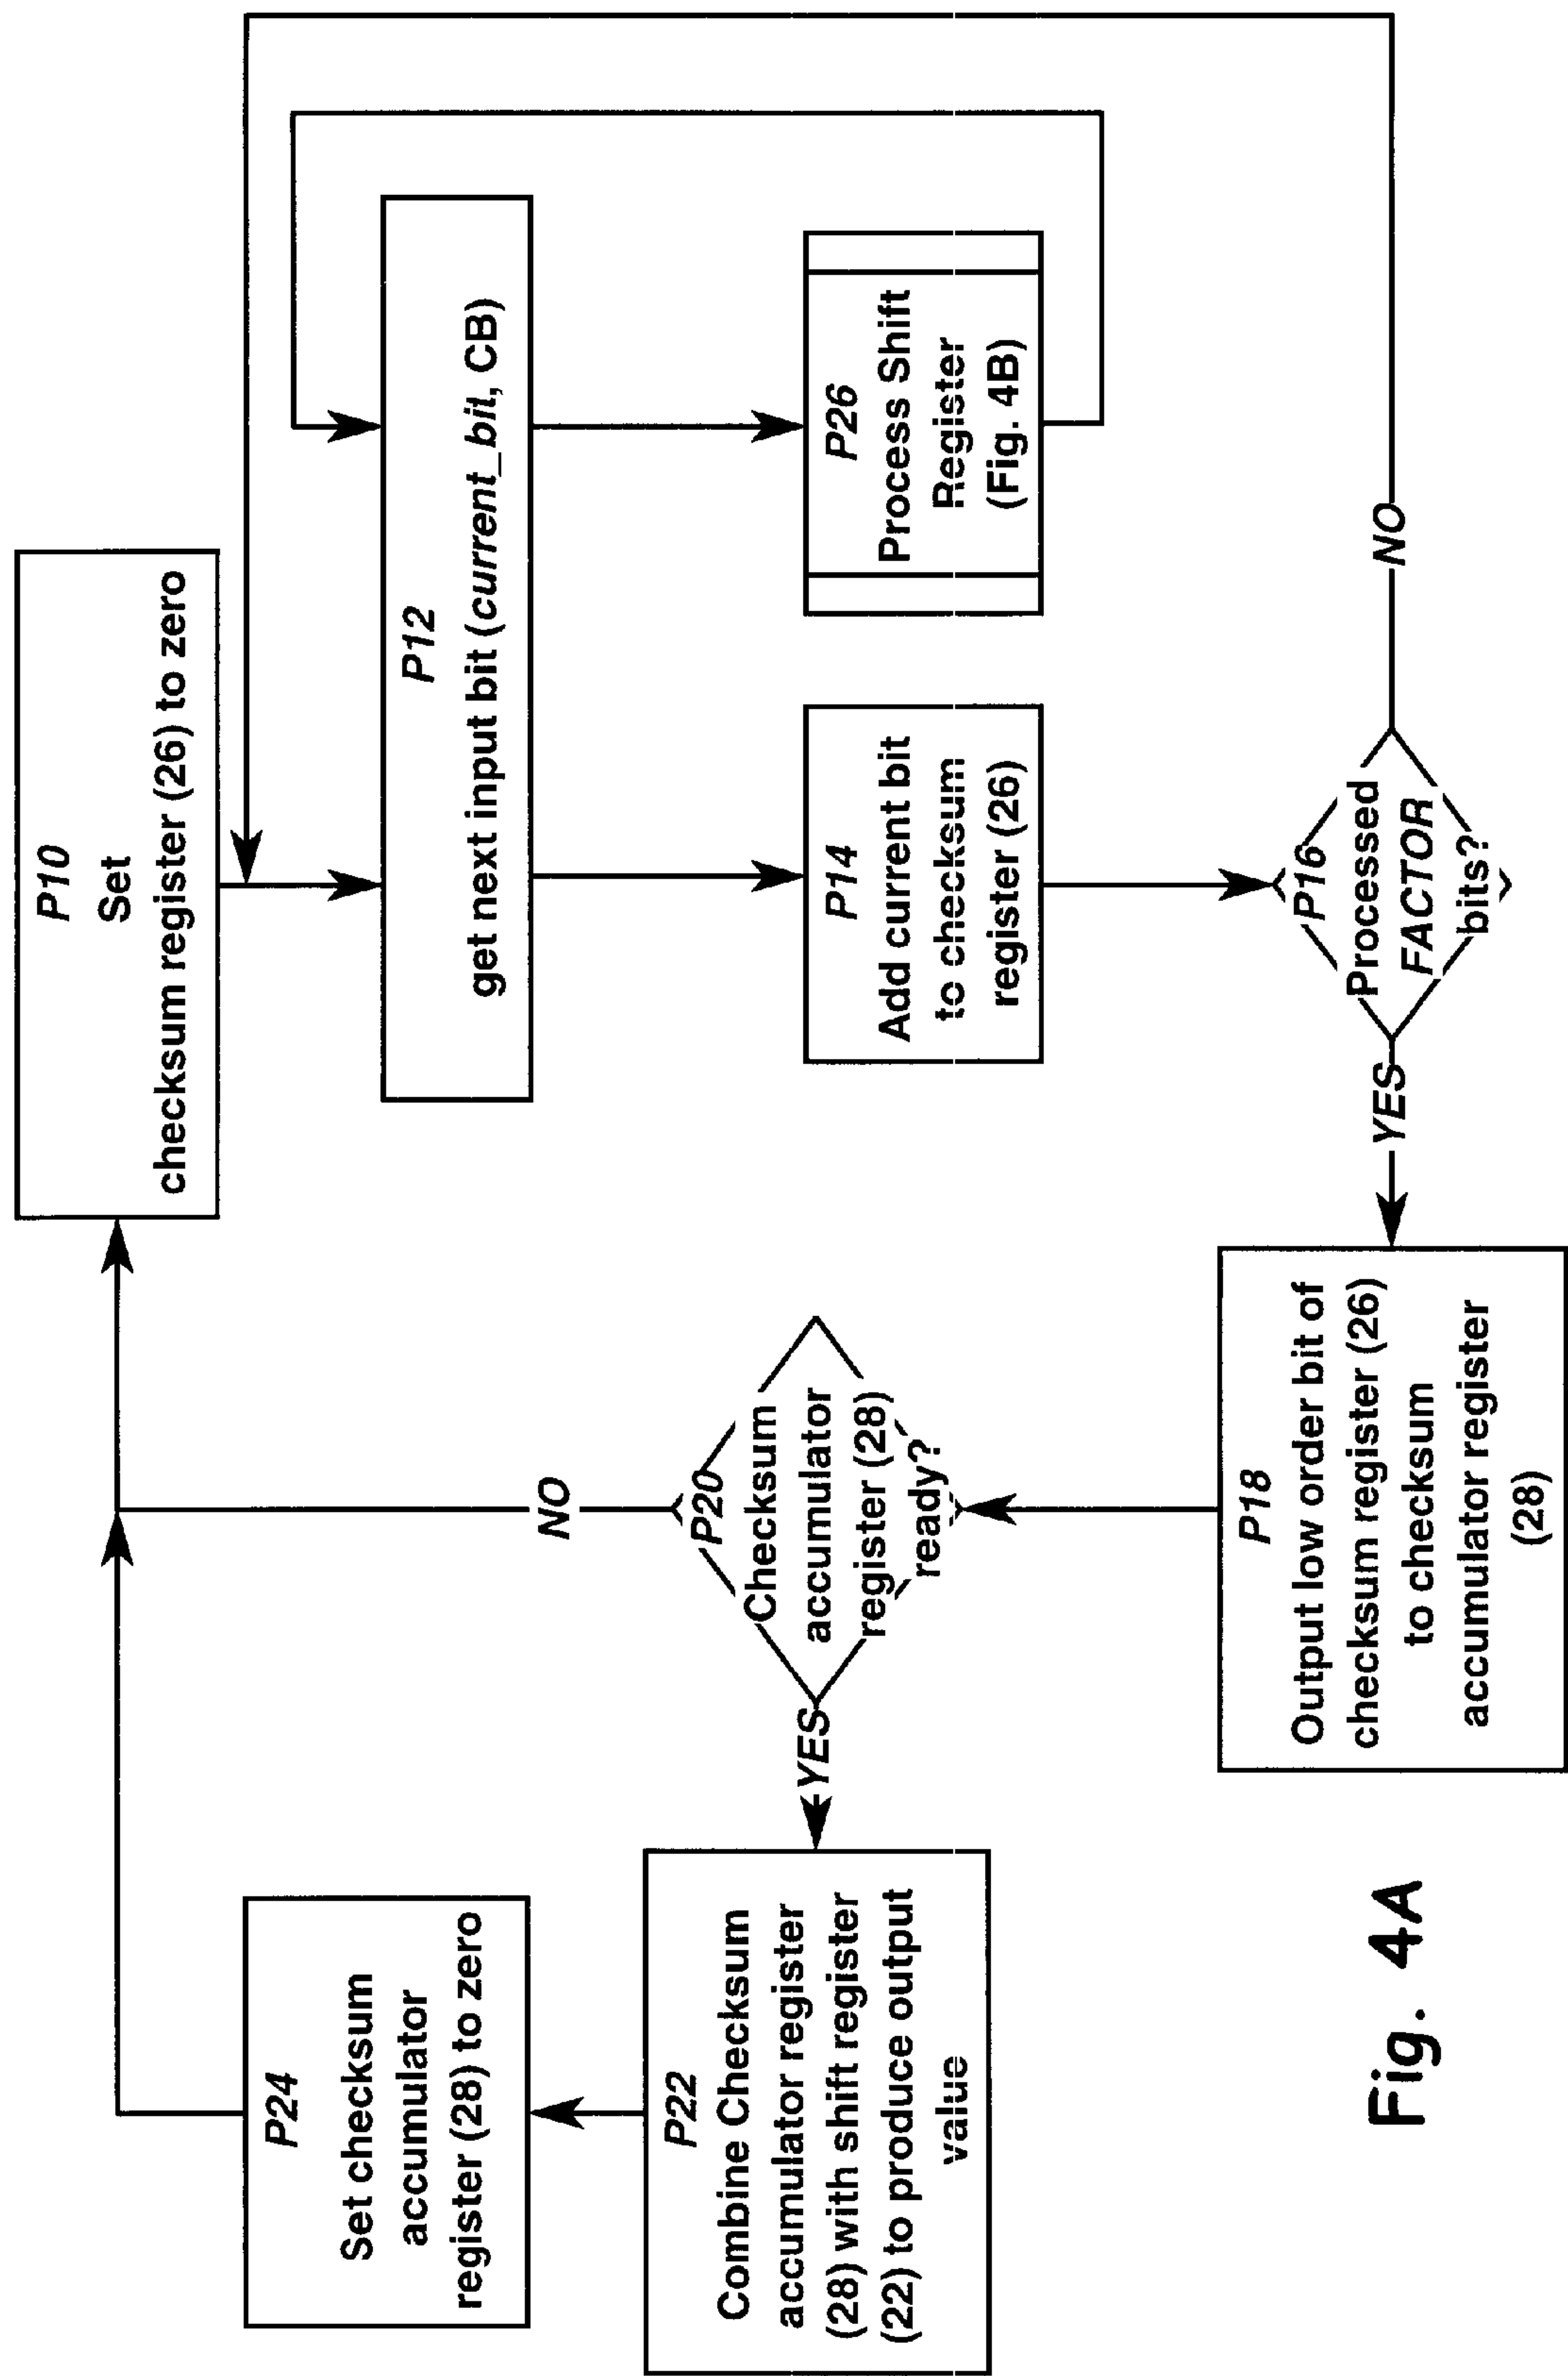 P10
Set
checksum register (26) to zero
P12
get next input bit (current_bit, CB)
P14
Add current bit
to checksum
register (26)
P26
Process Shift
Register
(Fig. 4B)
P16
Processed
FACTOR
bits?
NO
YES
P18
Output low order bit of
checksum register (26)
to checksum
accumulator register
(28)
P20
Checksum
accumulator
register (28)
ready?
NO
YES
P22
Combine Checksum
accumulator register
(28) with shift register
(22) to produce output
value
P24
Set checksum
accumulator
register (28) to zero
Fig. 4A